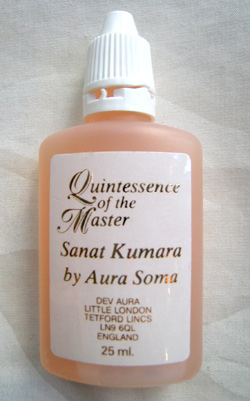 Quintessence
of the
Master
Sanat Kumara
by Aura Soma
DEV AURA
LITTLE LONDON
TETFORD LINCS
LN9 6QL
ENGLAND
25 ml.